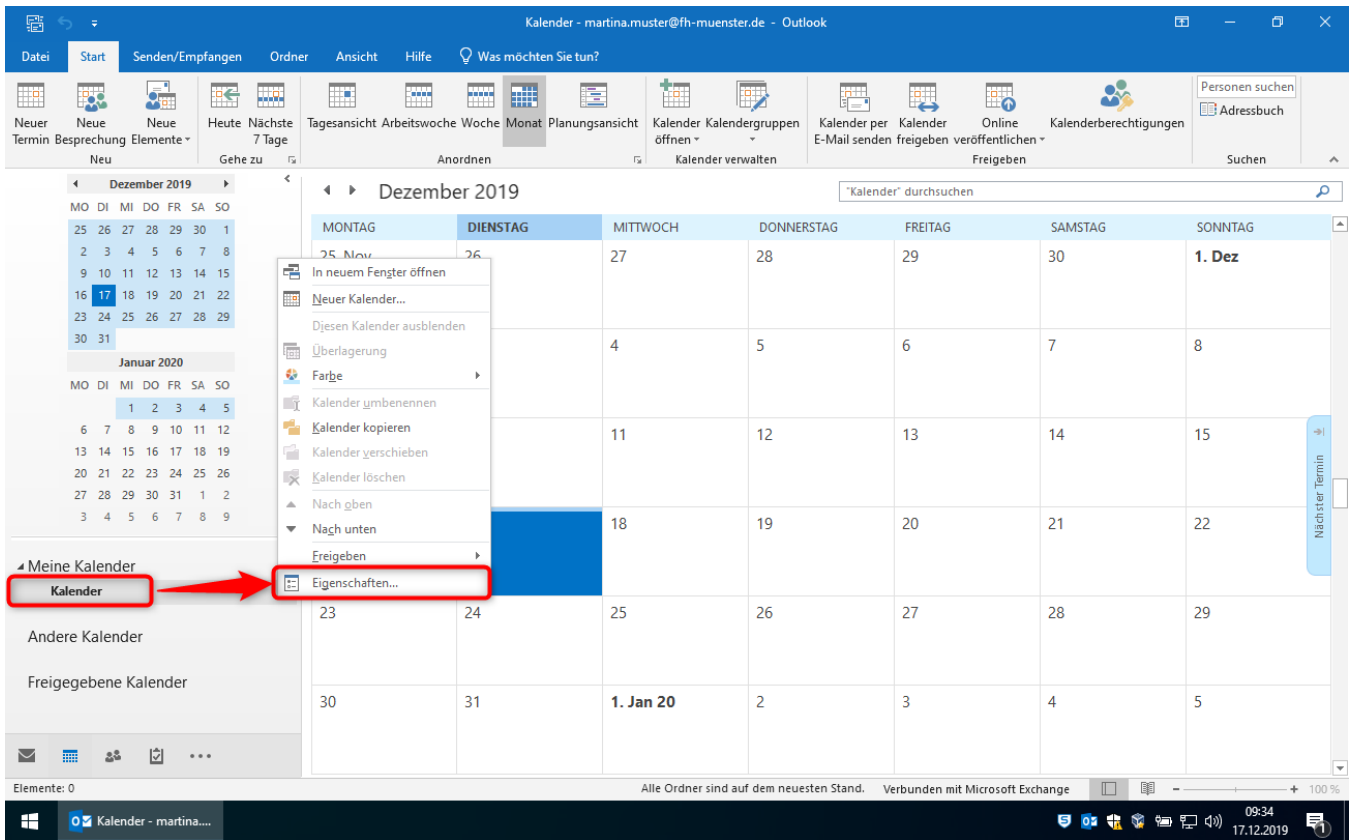 Kalender - martina.muster@fh-muenster.de - Outlook
Datei Start Senden/Empfangen Ordner Ansicht Hilfe Was möchten Sie tun?
Neuer Termin
Neue Besprechung
Neue Elemente
Neu
Heute
Nächste 7 Tage
Gehe zu
Tagesansicht Arbeitswoche Woche Monat Planungsansicht
Anordnen
Kalender öffnen
Kalendergruppen
Kalender verwalten
Kalender per E-Mail senden
Kalender freigeben
Online veröffentlichen
Kalenderberechtigungen
Freigeben
Personen suchen
Adressbuch
Suchen
Dezember 2019
MO DI MI DO FR SA SO
25 26 27 28 29 30 1
2 3 4 5 6 7 8
9 10 11 12 13 14 15
16 17 18 19 20 21 22
23 24 25 26 27 28 29
30 31
Januar 2020
MO DI MI DO FR SA SO
1 2 3 4 5
6 7 8 9 10 11 12
13 14 15 16 17 18 19
20 21 22 23 24 25 26
27 28 29 30 31 1 2
3 4 5 6 7 8 9
Meine Kalender
Kalender
Andere Kalender
Freigegebene Kalender
In neuem Fenster öffnen
Neuer Kalender...
Diesen Kalender ausblenden
Überlagerung
Farbe
Kalender umbenennen
Kalender kopieren
Kalender verschieben
Kalender löschen
Nach oben
Nach unten
Freigeben
Eigenschaften...
Dezember 2019
"Kalender" durchsuchen
MONTAG DIENSTAG MITTWOCH DONNERSTAG FREITAG SAMSTAG SONNTAG
25. Nov 26 27 28 29 30 1. Dez
4 5 6 7 8
11 12 13 14 15
18 19 20 21 22
23 24 25 26 27 28 29
30 31 1. Jan 20 2 3 4 5
Nächster Termin
Elemente: 0
Alle Ordner sind auf dem neuesten Stand.
Verbunden mit Microsoft Exchange
100 %
Kalender - martina....
09:34
17.12.2019
1